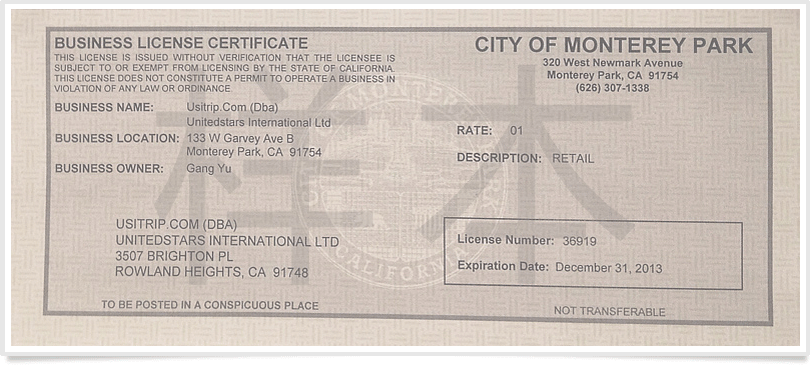 BUSINESS LICENSE CERTIFICATE
THIS LICENSE IS ISSUED WITHOUT VERIFICATION THAT THE LICENSEE IS
SUBJECT TO OR EXEMPT FROM LICENSING BY THE STATE OF CALIFORNIA.
THIS LICENSE DOES NOT CONSTITUTE A PERMIT TO OPERATE A BUSINESS IN
VIOLATION OF ANY LAW OR ORDINANCE
CITY OF MONTEREY PARK
320 West Newmark Avenue
Monterey Park, CA 91754
(626) 307-1338
BUSINESS NAME: Usitrip.Com (Dba)
Unitedstars International Ltd
BUSINESS LOCATION: 133 W Garvey Ave B
Monterey Park, CA 91754
BUSINESS OWNER: Gang Yu
RATE: 01
DESCRIPTION: RETAIL
样 本
USITRIP.COM (DBA)
UNITEDSTARS INTERNATIONAL LTD
3507 BRIGHTON PL
ROWLAND HEIGHTS, CA 91748
License Number: 36919
Expiration Date: December 31, 2013
TO BE POSTED IN A CONSPICUOUS PLACE
NOT TRANSFERABLE
CITY OF MONTEREY PARK
CALIFORNIA